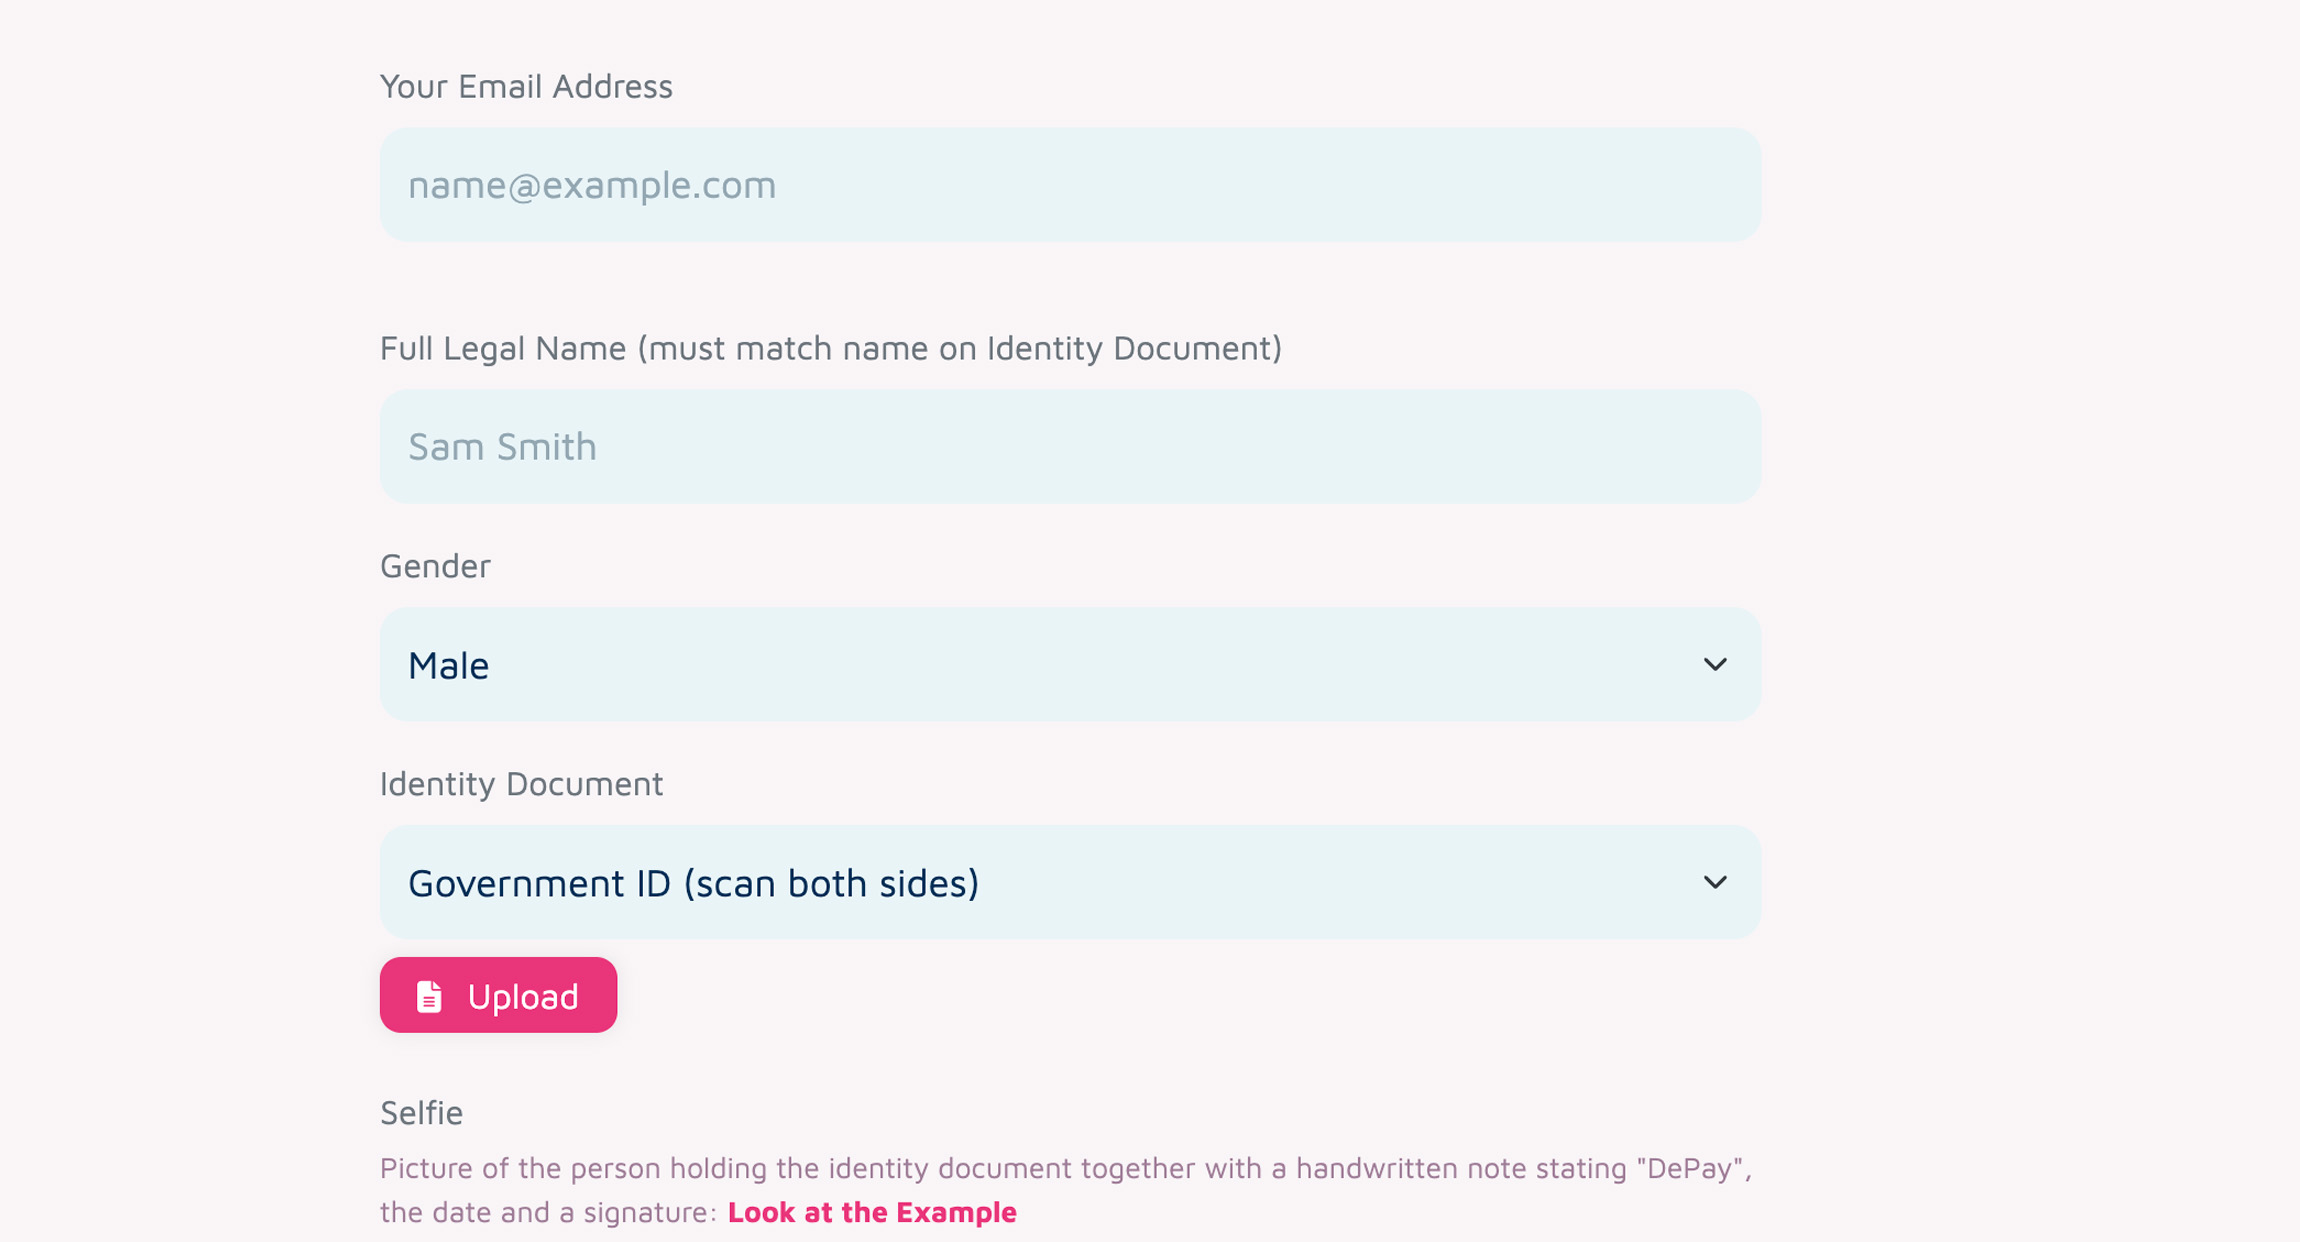 Your Email Address
name@example.com
Full Legal Name (must match name on Identity Document)
Sam Smith
Gender
Male
Identity Document
Government ID (scan both sides)
Upload
Selfie
Picture of the person holding the identity document together with a handwritten note stating "DePay",
the date and a signature: Look at the Example